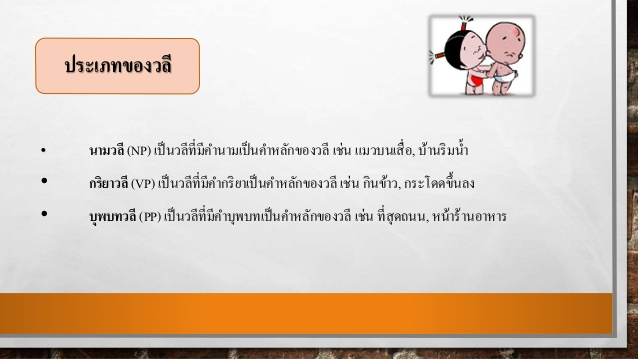 ประเภทของวลี
• นามวลี (NP) เป็นวลีที่มีคำนามเป็นคำหลักของวลี เช่น แมวบนเสื่อ, บ้านริมน้ำ
• กริยาวลี (VP) เป็นวลีที่มีคำกริยาเป็นคำหลักของวลี เช่น กินข้าว, กระโดดขึ้นลง
• บุพบทวลี (PP) เป็นวลีที่มีคำบุพบทเป็นคำหลักของวลี เช่น ที่สุดถนน, หน้าร้านอาหาร